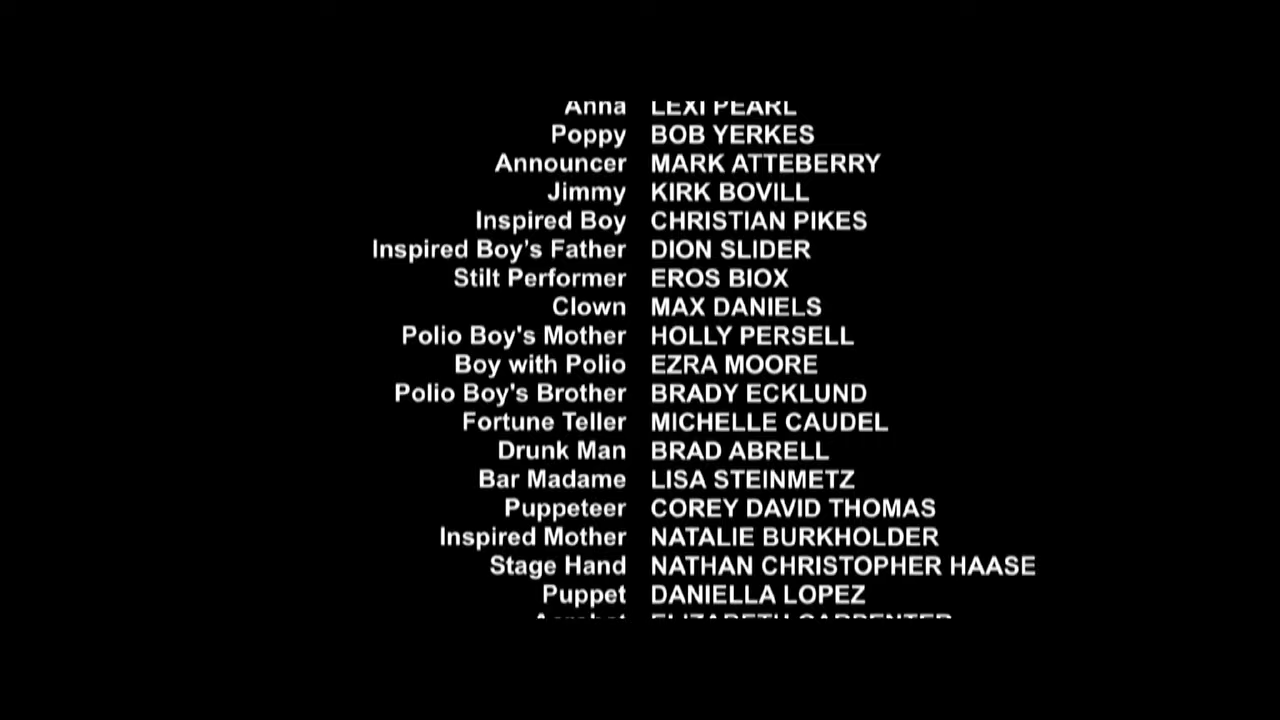 Anna LEXI PEARL
Poppy BOB YERKES
Announcer MARK ATTEBERRY
Jimmy KIRK BOVILL
Inspired Boy CHRISTIAN PIKES
Inspired Boy’s Father DION SLIDER
Stilt Performer EROS BIOX
Clown MAX DANIELS
Polio Boy's Mother HOLLY PERSELL
Boy with Polio EZRA MOORE
Polio Boy's Brother BRADY ECKLUND
Fortune Teller MICHELLE CAUDEL
Drunk Man BRAD ABRELL
Bar Madame LISA STEINMETZ
Puppeteer COREY DAVID THOMAS
Inspired Mother NATALIE BURKHOLDER
Stage Hand NATHAN CHRISTOPHER HAASE
Puppet DANIELLA LOPEZ
Acrobat ELIZABETH CARPENTER